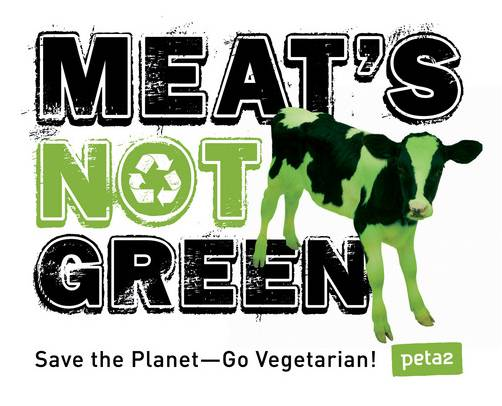 MEAT'S
NOT
GREEN
Save the Planet—Go Vegetarian!
peta2